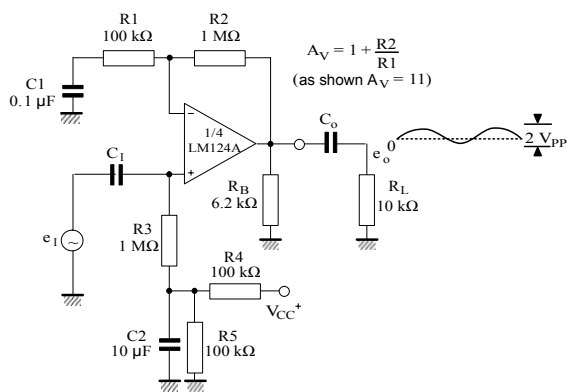 R1
100 kΩ
R2
1 MΩ
A_V = 1 + R2/R1
(as shown A_V = 11)
C1
0.1 µF
1/4
LM124A
−
+
C_I
C_o
e_o
0
2 V_PP
R_B
6.2 kΩ
R_L
10 kΩ
e_I
~
R3
1 MΩ
R4
100 kΩ
V_CC+
C2
10 µF
R5
100 kΩ